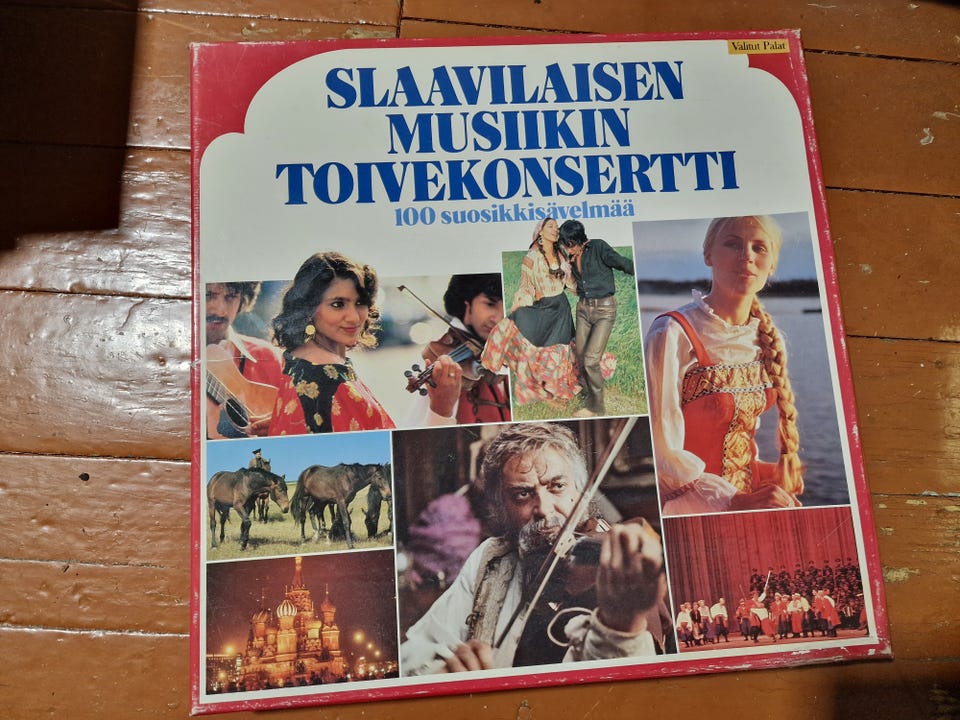 Valitut Palat
SLAAVILAISEN
MUSIIKIN
TOIVEKONSERTTI
100 suosikkisävelmää